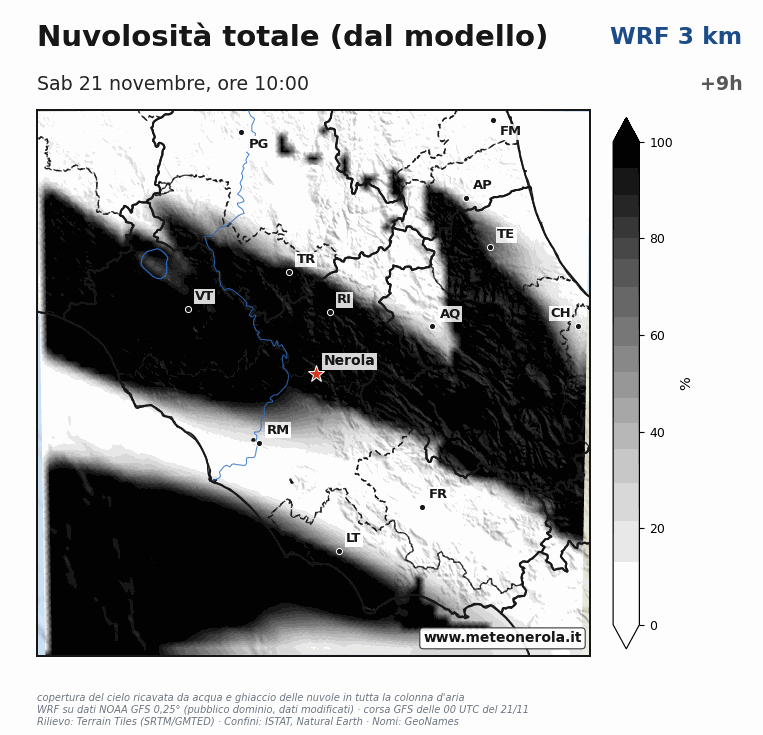 Nuvolosità totale (dal modello)
WRF 3 km
Sab 21 novembre, ore 10:00
+9h
FM
PG
AP
TE
TR
VT
RI
AQ
CH
Nerola
RM
FR
LT
www.meteonerola.it
100
80
60
40
20
0
%
copertura del cielo ricavata da acqua e ghiaccio delle nuvole in tutta la colonna d'aria
WRF su dati NOAA GFS 0,25° (pubblico dominio, dati modificati) · corsa GFS delle 00 UTC del 21/11
Rilievo: Terrain Tiles (SRTM/GMTED) · Confini: ISTAT, Natural Earth · Nomi: GeoNames